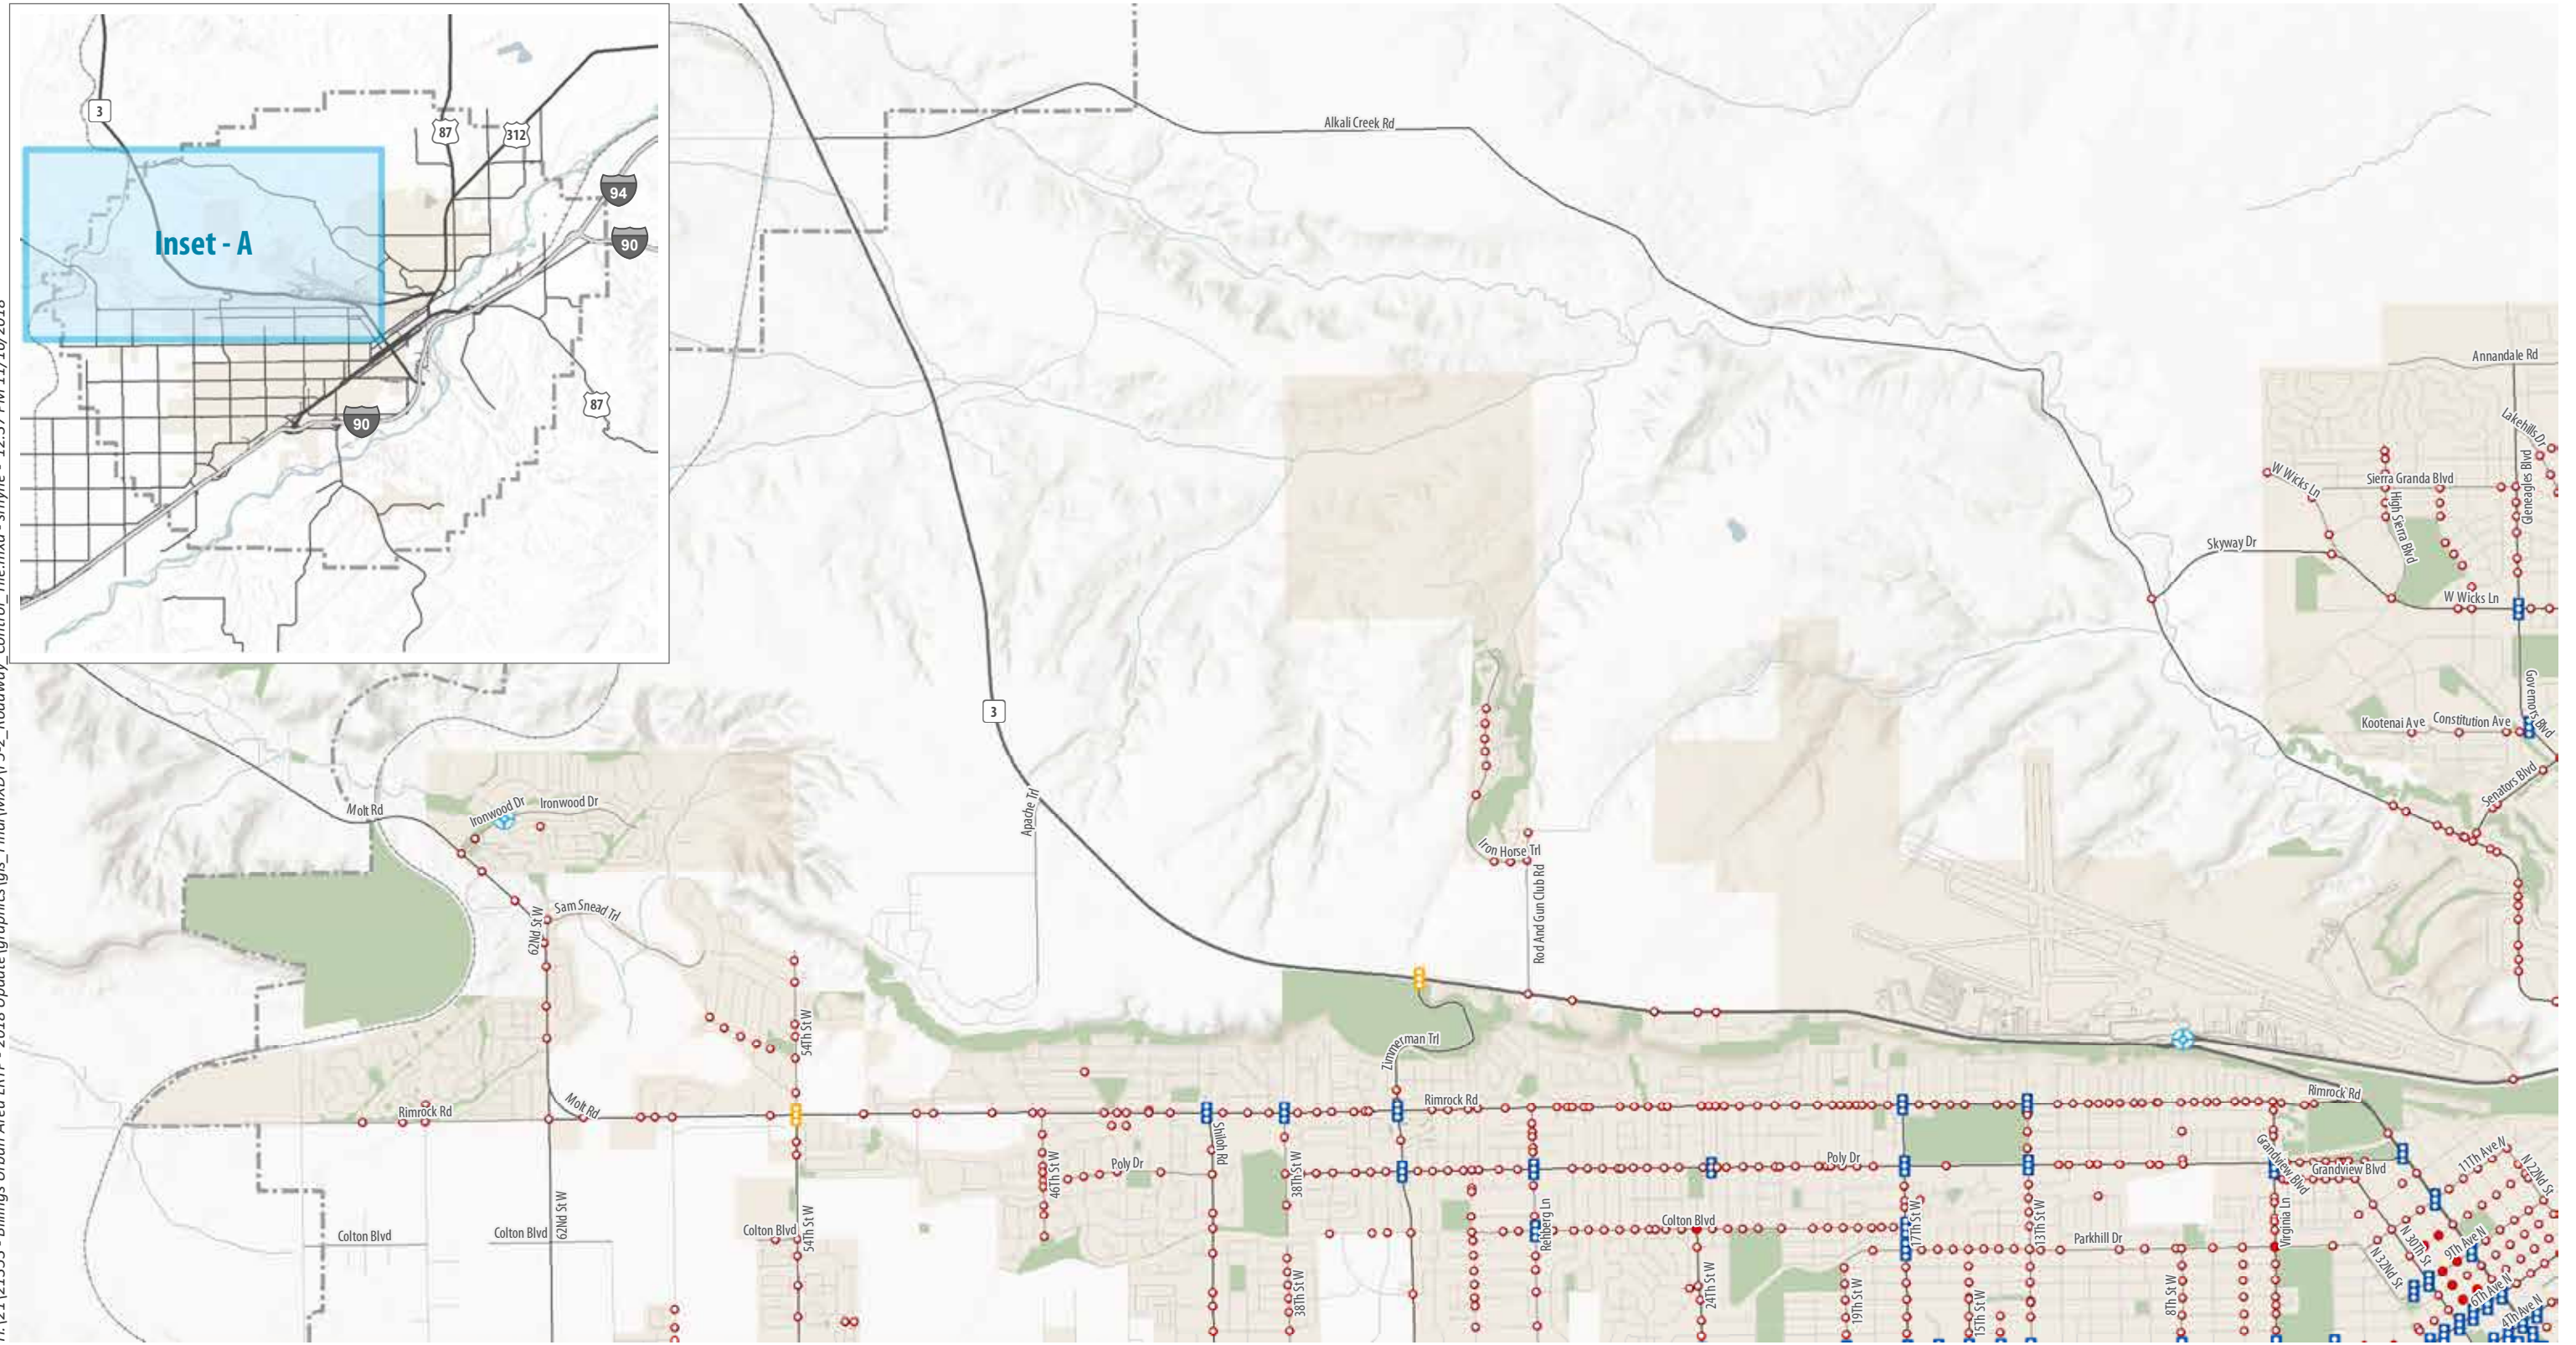 3
87
312
94
90
Inset - A
90
87
Alkali Creek Rd
Annandale Rd
Lakehills Dr
W Wicks Ln
Sierra Granda Blvd
High Sierra Blvd
Gleneagles Blvd
Skyway Dr
W Wicks Ln
Governors Blvd
Kootenai Ave
Constitution Ave
Senators Blvd
3
Molt Rd
Ironwood Dr
Ironwood Dr
Apache Trl
Iron Horse Trl
Rod And Gun Club Rd
62Nd St W
Sam Snead Trl
54Th St W
Zimmerman Trl
Rimrock Rd
Molt Rd
Rimrock Rd
Rimrock Rd
Shiloh Rd
46Th St W
Poly Dr
38Th St W
Poly Dr
Grandview Blvd
Grandview Blvd
11Th Ave N
N 22Nd St
62Nd St W
54Th St W
Colton Blvd
Colton Blvd
Colton Blvd
Rehberg Ln
Colton Blvd
17Th St W
13Th St W
Parkhill Dr
Virginia Ln
N 30Th St
9Th Ave N
N 32Nd St
38Th St W
24Th St W
19Th St W
15Th St W
8Th St W
6Th Ave N
4Th Ave N